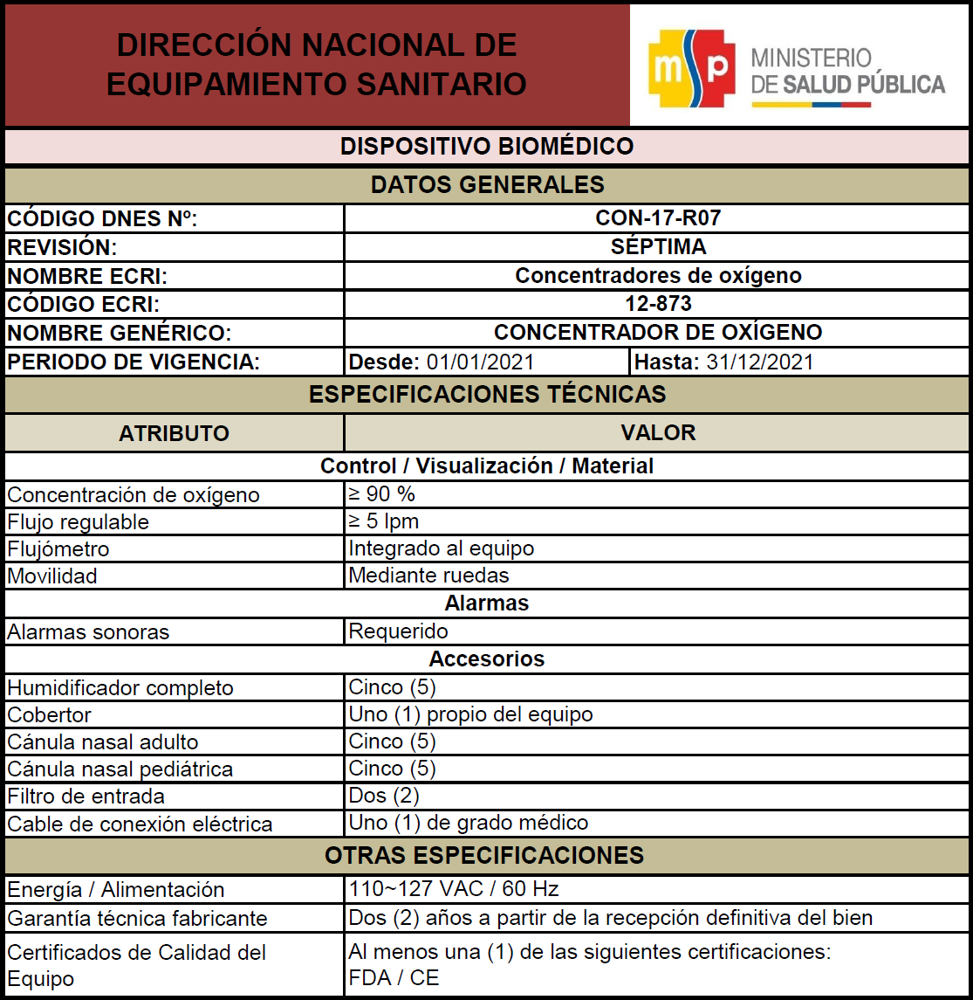 DIRECCIÓN NACIONAL DE
EQUIPAMIENTO SANITARIO
msp
MINISTERIO
DE SALUD PÚBLICA
DISPOSITIVO BIOMÉDICO
DATOS GENERALES
CÓDIGO DNES Nº: CON-17-R07
REVISIÓN: SÉPTIMA
NOMBRE ECRI: Concentradores de oxígeno
CÓDIGO ECRI: 12-873
NOMBRE GENÉRICO: CONCENTRADOR DE OXÍGENO
PERIODO DE VIGENCIA: Desde: 01/01/2021 Hasta: 31/12/2021
ESPECIFICACIONES TÉCNICAS
ATRIBUTO VALOR
Control / Visualización / Material
Concentración de oxígeno ≥ 90 %
Flujo regulable ≥ 5 lpm
Flujómetro Integrado al equipo
Movilidad Mediante ruedas
Alarmas
Alarmas sonoras Requerido
Accesorios
Humidificador completo Cinco (5)
Cobertor Uno (1) propio del equipo
Cánula nasal adulto Cinco (5)
Cánula nasal pediátrica Cinco (5)
Filtro de entrada Dos (2)
Cable de conexión eléctrica Uno (1) de grado médico
OTRAS ESPECIFICACIONES
Energía / Alimentación 110~127 VAC / 60 Hz
Garantía técnica fabricante Dos (2) años a partir de la recepción definitiva del bien
Certificados de Calidad del
Equipo
Al menos una (1) de las siguientes certificaciones:
FDA / CE